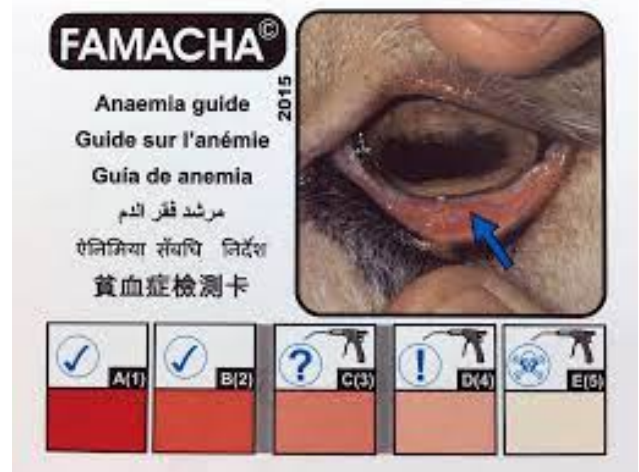 FAMACHA©
2015
Anaemia guide
Guide sur l'anémie
Guía de anemia
مرشد فقر الدم
ऐनिमिया सँबधि निर्देश
貧血症檢測卡
✓ A(1)
✓ B(2)
? C(3)
! D(4)
E(5)